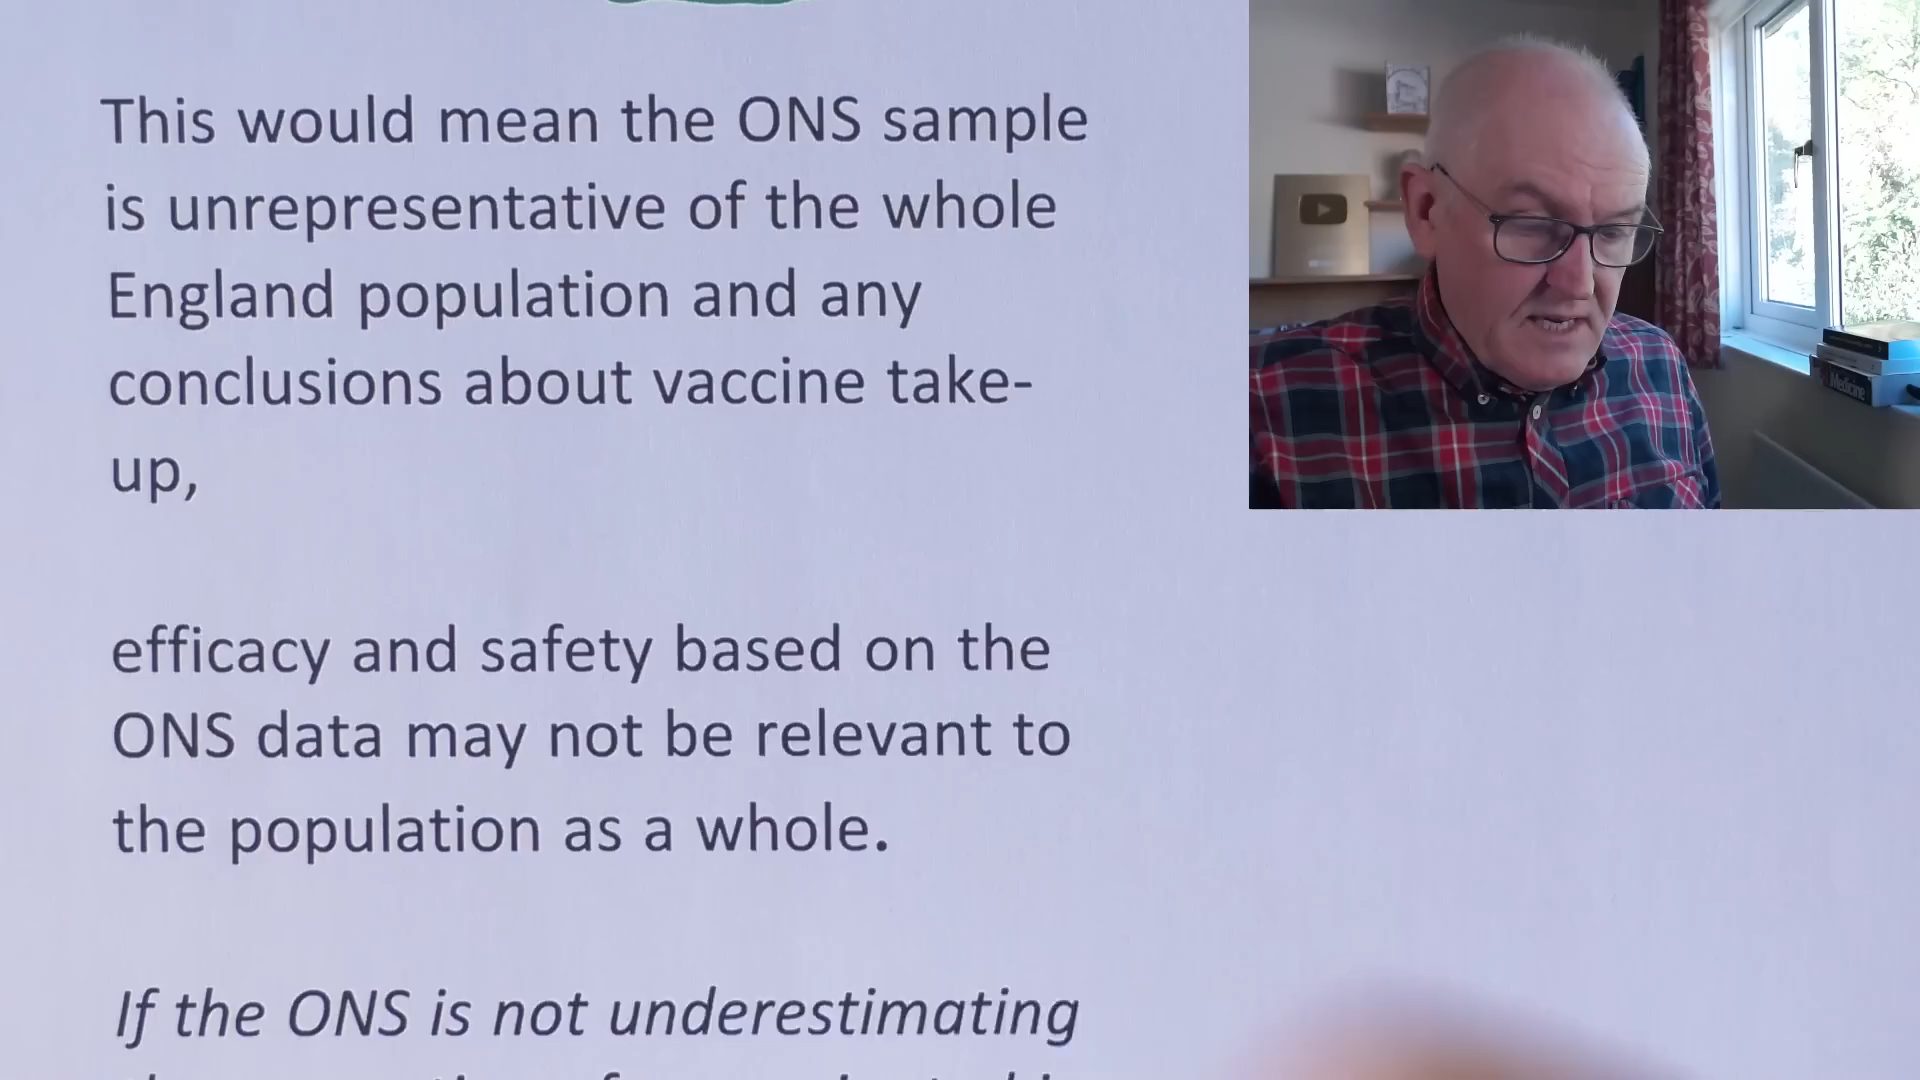 This would mean the ONS sample
is unrepresentative of the whole
England population and any
conclusions about vaccine take-
up,
efficacy and safety based on the
ONS data may not be relevant to
the population as a whole.
If the ONS is not underestimating
Medicine